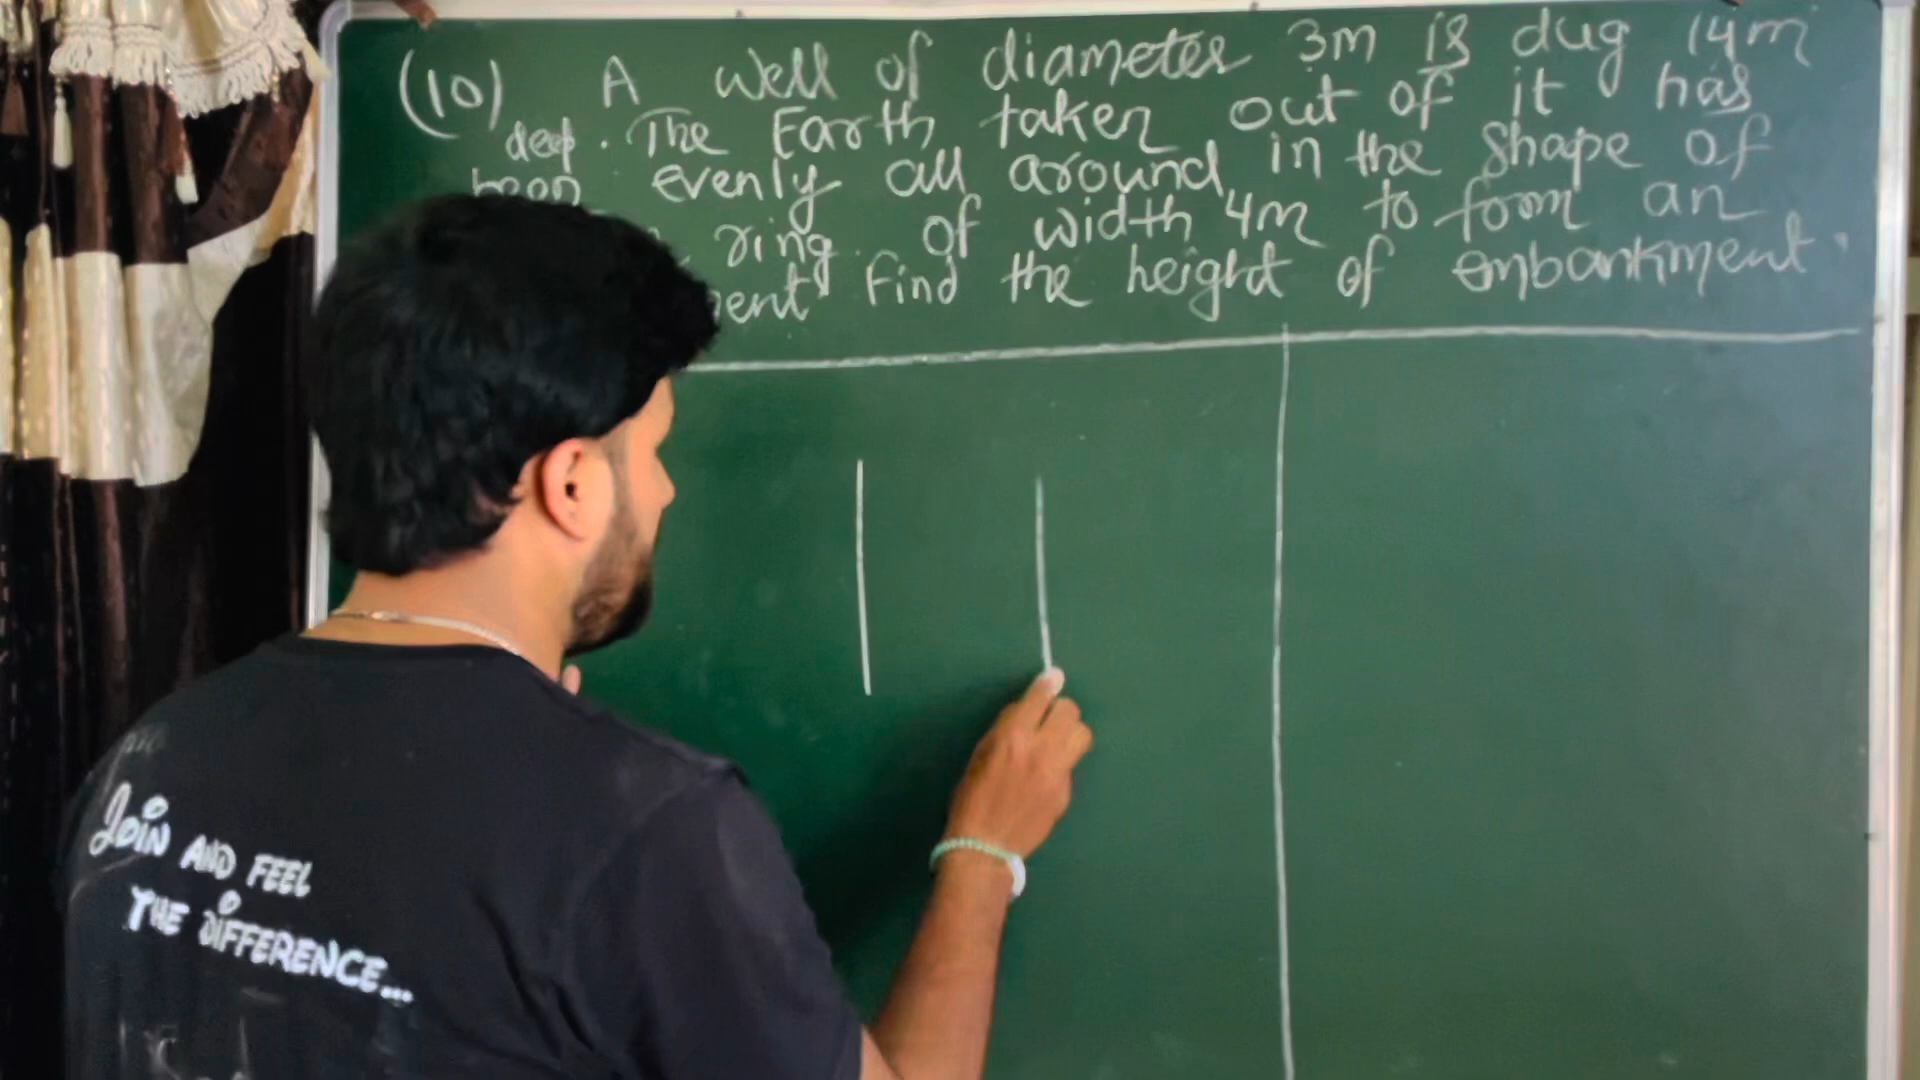 (10) A well of diameter 3m is dug 14m
deep. The Earth taken out of it has
been evenly all around in the shape of
ring of width 4m to form an
Find the height of embankment.
JOIN AND FEEL
THE DIFFERENCE...